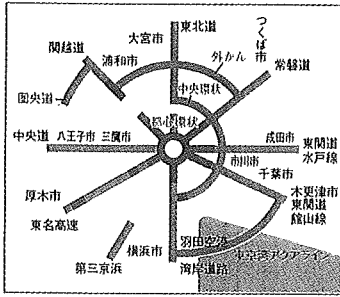 東北道
大宮市
つくば市
関越道
浦和市
外かん
常磐道
圏央道
中央環状
都心環状
中央道
八王子市
三鷹市
成田市
東関道
水戸線
市川市
千葉市
厚木市
木更津市
東関道
館山線
東名高速
横浜市
羽田空港
東京湾アクアライン
第三京浜
湾岸道路